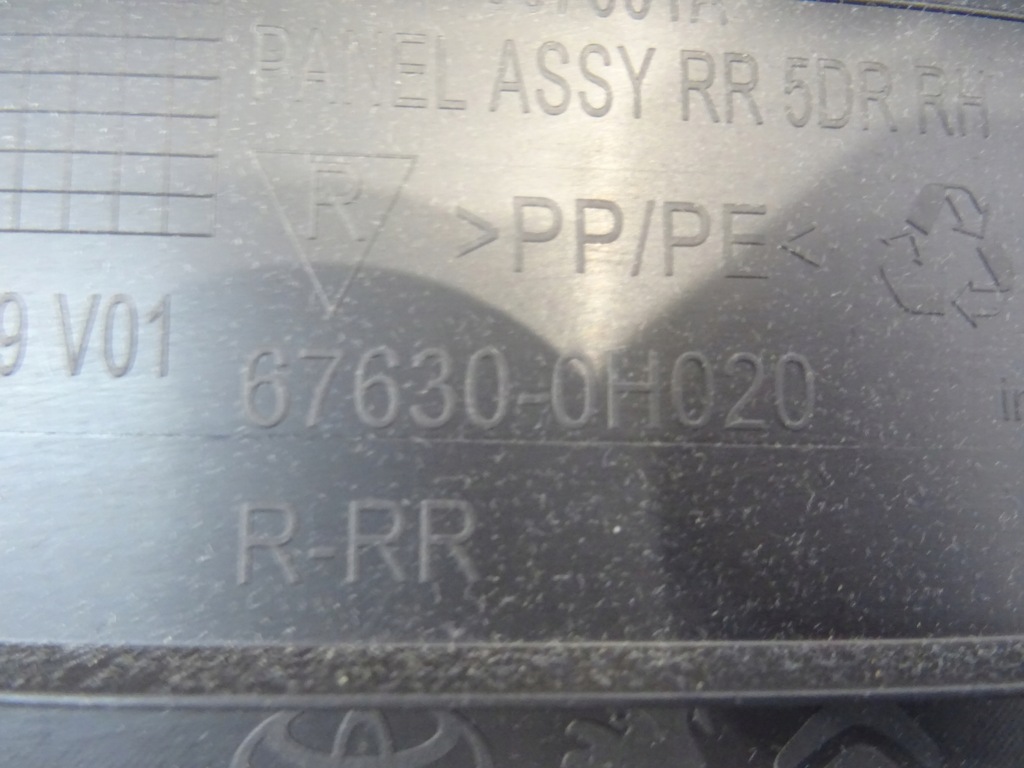 PANEL ASSY RR 5DR RH
R
>PP/PE<
9 V01
67630-0H020
R-RR